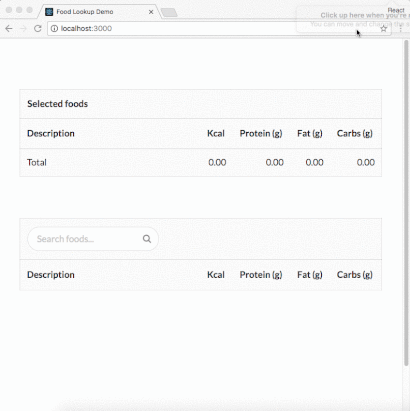 Food Lookup Demo
React
Click up here when you're
You can move and change the s
localhost:3000
Selected foods
Description Kcal Protein (g) Fat (g) Carbs (g)
Total 0.00 0.00 0.00 0.00
Search foods...
Description Kcal Protein (g) Fat (g) Carbs (g)